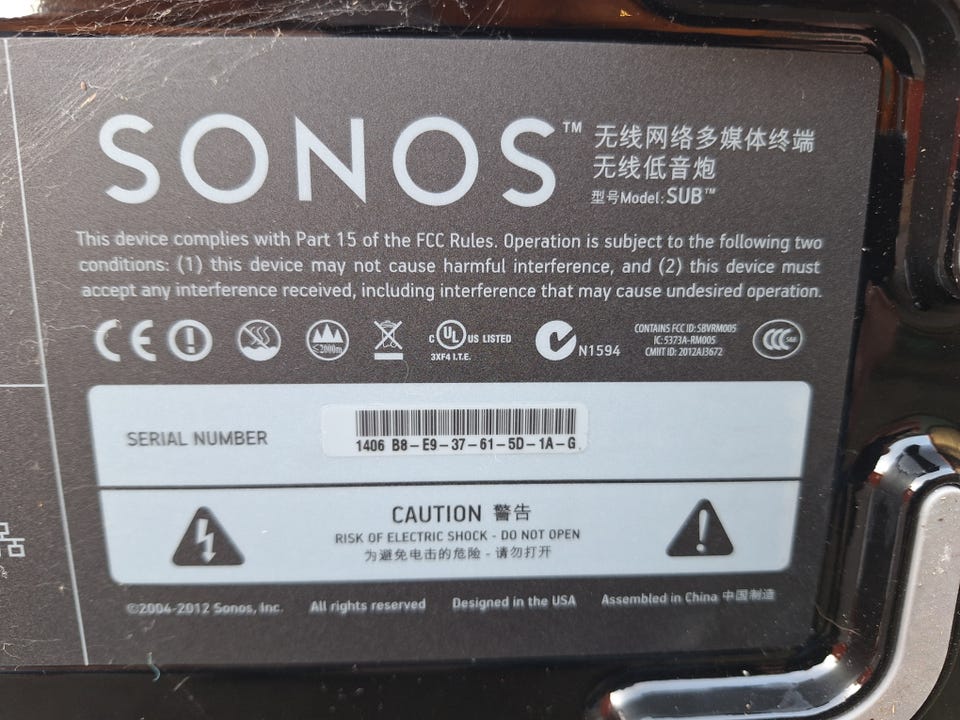 SONOS™
无线网络多媒体终端
无线低音炮
型号Model: SUB™
This device complies with Part 15 of the FCC Rules. Operation is subject to the following two
conditions: (1) this device may not cause harmful interference, and (2) this device must
accept any interference received, including interference that may cause undesired operation.
CE
≤2000m
c UL US LISTED
3XF4 I.T.E.
N1594
CONTAINS FCC ID: SBVRM005
IC: 5373A-RM005
CMIIT ID: 2012AJ3672
CCC S&E
SERIAL NUMBER
1406 B8-E9-37-61-5D-1A-G
CAUTION 警告
RISK OF ELECTRIC SHOCK - DO NOT OPEN
为避免电击的危险 - 请勿打开
©2004-2012 Sonos, Inc. All rights reserved Designed in the USA Assembled in China 中国制造